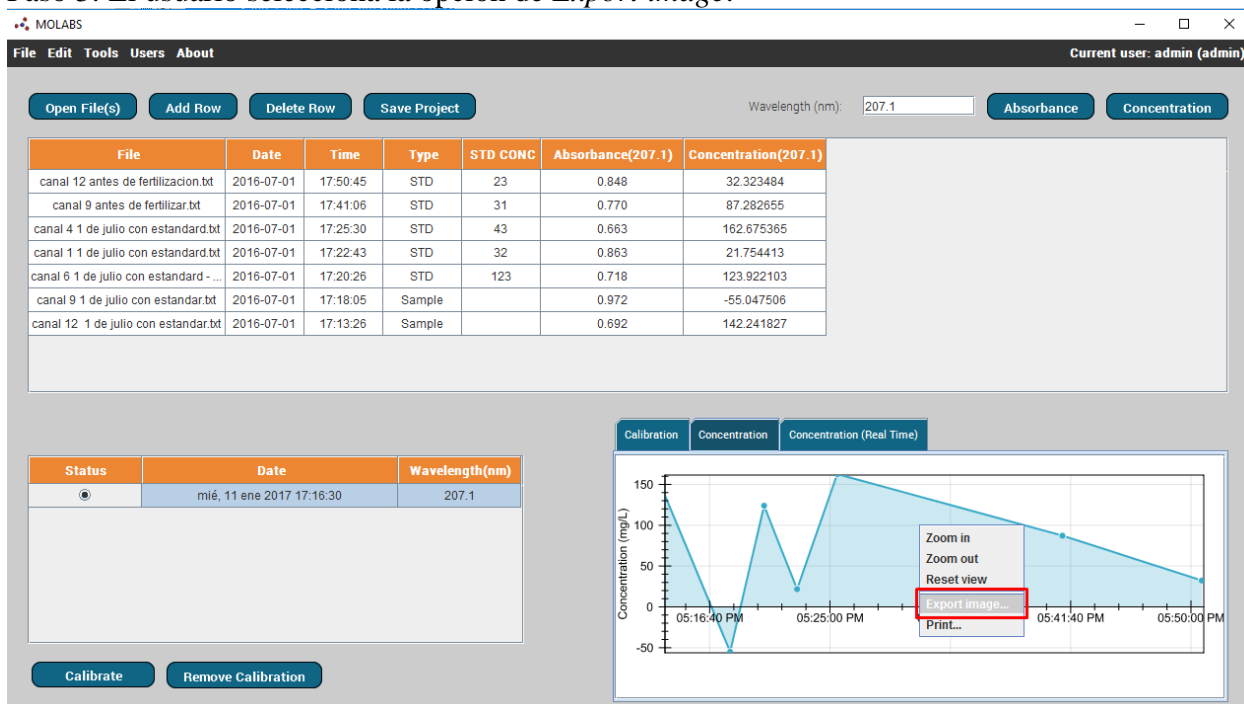 Paso 3: El usuario selecciona la opción de Export image.
MOLABS
File Edit Tools Users About Current user: admin (admin)
Open File(s) Add Row Delete Row Save Project Wavelength (nm): 207.1 Absorbance Concentration
File Date Time Type STD CONC Absorbance(207.1) Concentration(207.1)
canal 12 antes de fertilizacion.txt 2016-07-01 17:50:45 STD 23 0.848 32.323484
canal 9 antes de fertilizar.txt 2016-07-01 17:41:06 STD 31 0.770 87.282655
canal 4 1 de julio con estandard.txt 2016-07-01 17:25:30 STD 43 0.663 162.675365
canal 1 1 de julio con estandard.txt 2016-07-01 17:22:43 STD 32 0.863 21.754413
canal 6 1 de julio con estandard - ... 2016-07-01 17:20:26 STD 123 0.718 123.922103
canal 9 1 de julio con estandar.txt 2016-07-01 17:18:05 Sample 0.972 -55.047506
canal 12 1 de julio con estandar.txt 2016-07-01 17:13:26 Sample 0.692 142.241827
Status Date Wavelength(nm)
mié, 11 ene 2017 17:16:30 207.1
Calibrate Remove Calibration
Calibration Concentration Concentration (Real Time)
Concentration (mg/L)
150
100
50
0
-50
05:16:40 PM 05:25:00 PM 05:41:40 PM 05:50:00 PM
Zoom in
Zoom out
Reset view
Export image...
Print...